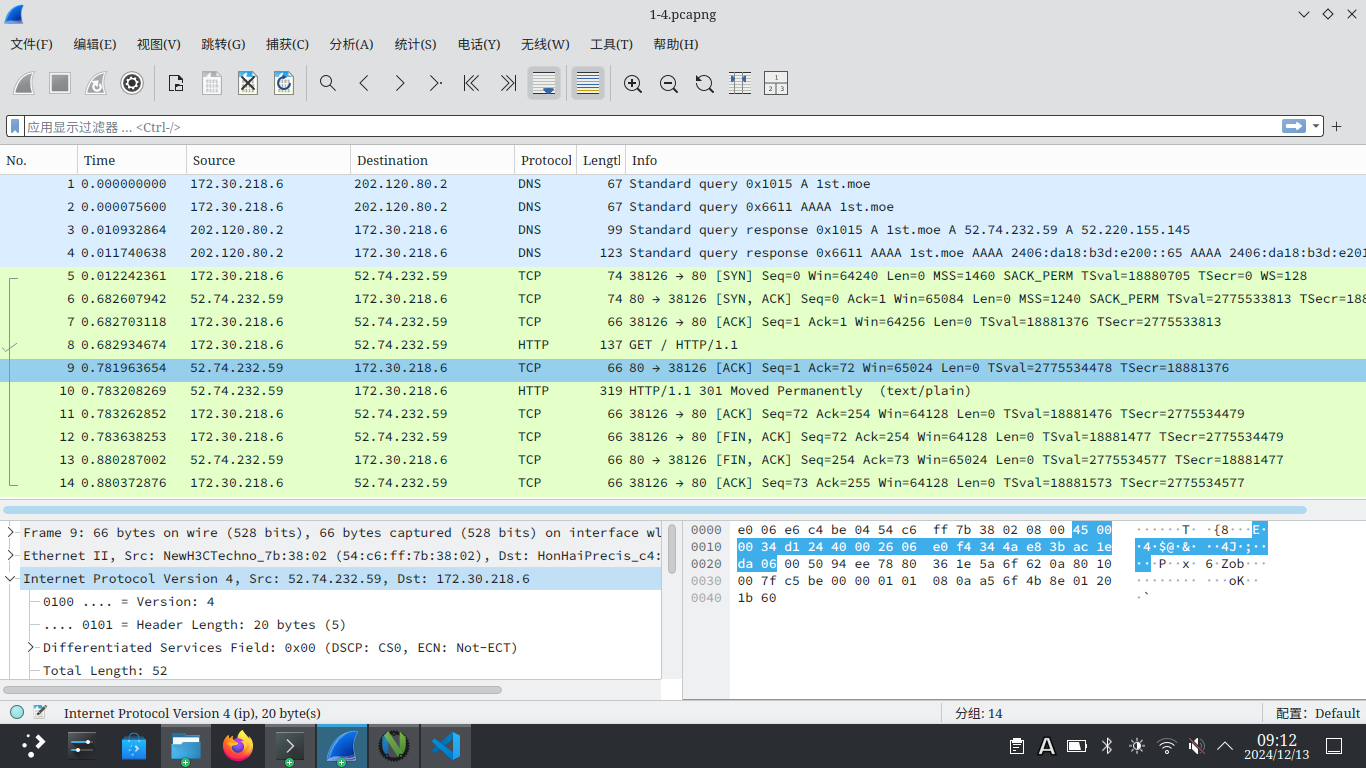 1-4.pcapng
文件(F) 编辑(E) 视图(V) 跳转(G) 捕获(C) 分析(A) 统计(S) 电话(Y) 无线(W) 工具(T) 帮助(H)
应用显示过滤器 ... <Ctrl-/>
No. Time Source Destination Protocol Length Info
1 0.000000000 172.30.218.6 202.120.80.2 DNS 67 Standard query 0x1015 A 1st.moe
2 0.000075600 172.30.218.6 202.120.80.2 DNS 67 Standard query 0x6611 AAAA 1st.moe
3 0.010932864 202.120.80.2 172.30.218.6 DNS 99 Standard query response 0x1015 A 1st.moe A 52.74.232.59 A 52.220.155.145
4 0.011740638 202.120.80.2 172.30.218.6 DNS 123 Standard query response 0x6611 AAAA 1st.moe AAAA 2406:da18:b3d:e200::65 AAAA 2406:da18:b3d:e201
5 0.012242361 172.30.218.6 52.74.232.59 TCP 74 38126 → 80 [SYN] Seq=0 Win=64240 Len=0 MSS=1460 SACK_PERM TSval=18880705 TSecr=0 WS=128
6 0.682607942 52.74.232.59 172.30.218.6 TCP 74 80 → 38126 [SYN, ACK] Seq=0 Ack=1 Win=65084 Len=0 MSS=1240 SACK_PERM TSval=2775533813 TSecr=188
7 0.682703118 172.30.218.6 52.74.232.59 TCP 66 38126 → 80 [ACK] Seq=1 Ack=1 Win=64256 Len=0 TSval=18881376 TSecr=2775533813
8 0.682934674 172.30.218.6 52.74.232.59 HTTP 137 GET / HTTP/1.1
9 0.781963654 52.74.232.59 172.30.218.6 TCP 66 80 → 38126 [ACK] Seq=1 Ack=72 Win=65024 Len=0 TSval=2775534478 TSecr=18881376
10 0.783208269 52.74.232.59 172.30.218.6 HTTP 319 HTTP/1.1 301 Moved Permanently (text/plain)
11 0.783262852 172.30.218.6 52.74.232.59 TCP 66 38126 → 80 [ACK] Seq=72 Ack=254 Win=64128 Len=0 TSval=18881476 TSecr=2775534479
12 0.783638253 172.30.218.6 52.74.232.59 TCP 66 38126 → 80 [FIN, ACK] Seq=72 Ack=254 Win=64128 Len=0 TSval=18881477 TSecr=2775534479
13 0.880287002 52.74.232.59 172.30.218.6 TCP 66 80 → 38126 [FIN, ACK] Seq=254 Ack=73 Win=65024 Len=0 TSval=2775534577 TSecr=18881477
14 0.880372876 172.30.218.6 52.74.232.59 TCP 66 38126 → 80 [ACK] Seq=73 Ack=255 Win=64128 Len=0 TSval=18881573 TSecr=2775534577
Frame 9: 66 bytes on wire (528 bits), 66 bytes captured (528 bits) on interface wl
Ethernet II, Src: NewH3CTechno_7b:38:02 (54:c6:ff:7b:38:02), Dst: HonHaiPrecis_c4:
Internet Protocol Version 4, Src: 52.74.232.59, Dst: 172.30.218.6
0100 .... = Version: 4
.... 0101 = Header Length: 20 bytes (5)
Differentiated Services Field: 0x00 (DSCP: CS0, ECN: Not-ECT)
Total Length: 52
0000 e0 06 e6 c4 be 04 54 c6 ff 7b 38 02 08 00 45 00 ······T· ·{8···E·
0010 00 34 d1 24 40 00 26 06 e0 f4 34 4a e8 3b ac 1e ·4·$@·&· ··4J·;··
0020 da 06 00 50 94 ee 78 80 36 1e 5a 6f 62 0a 80 10 ···P··x· 6·Zob···
0030 00 7f c5 be 00 00 01 01 08 0a a5 6f 4b 8e 01 20 ········ ···oK··
0040 1b 60 ·`
Internet Protocol Version 4 (ip), 20 byte(s) 分组: 14 配置: Default
09:12
2024/12/13